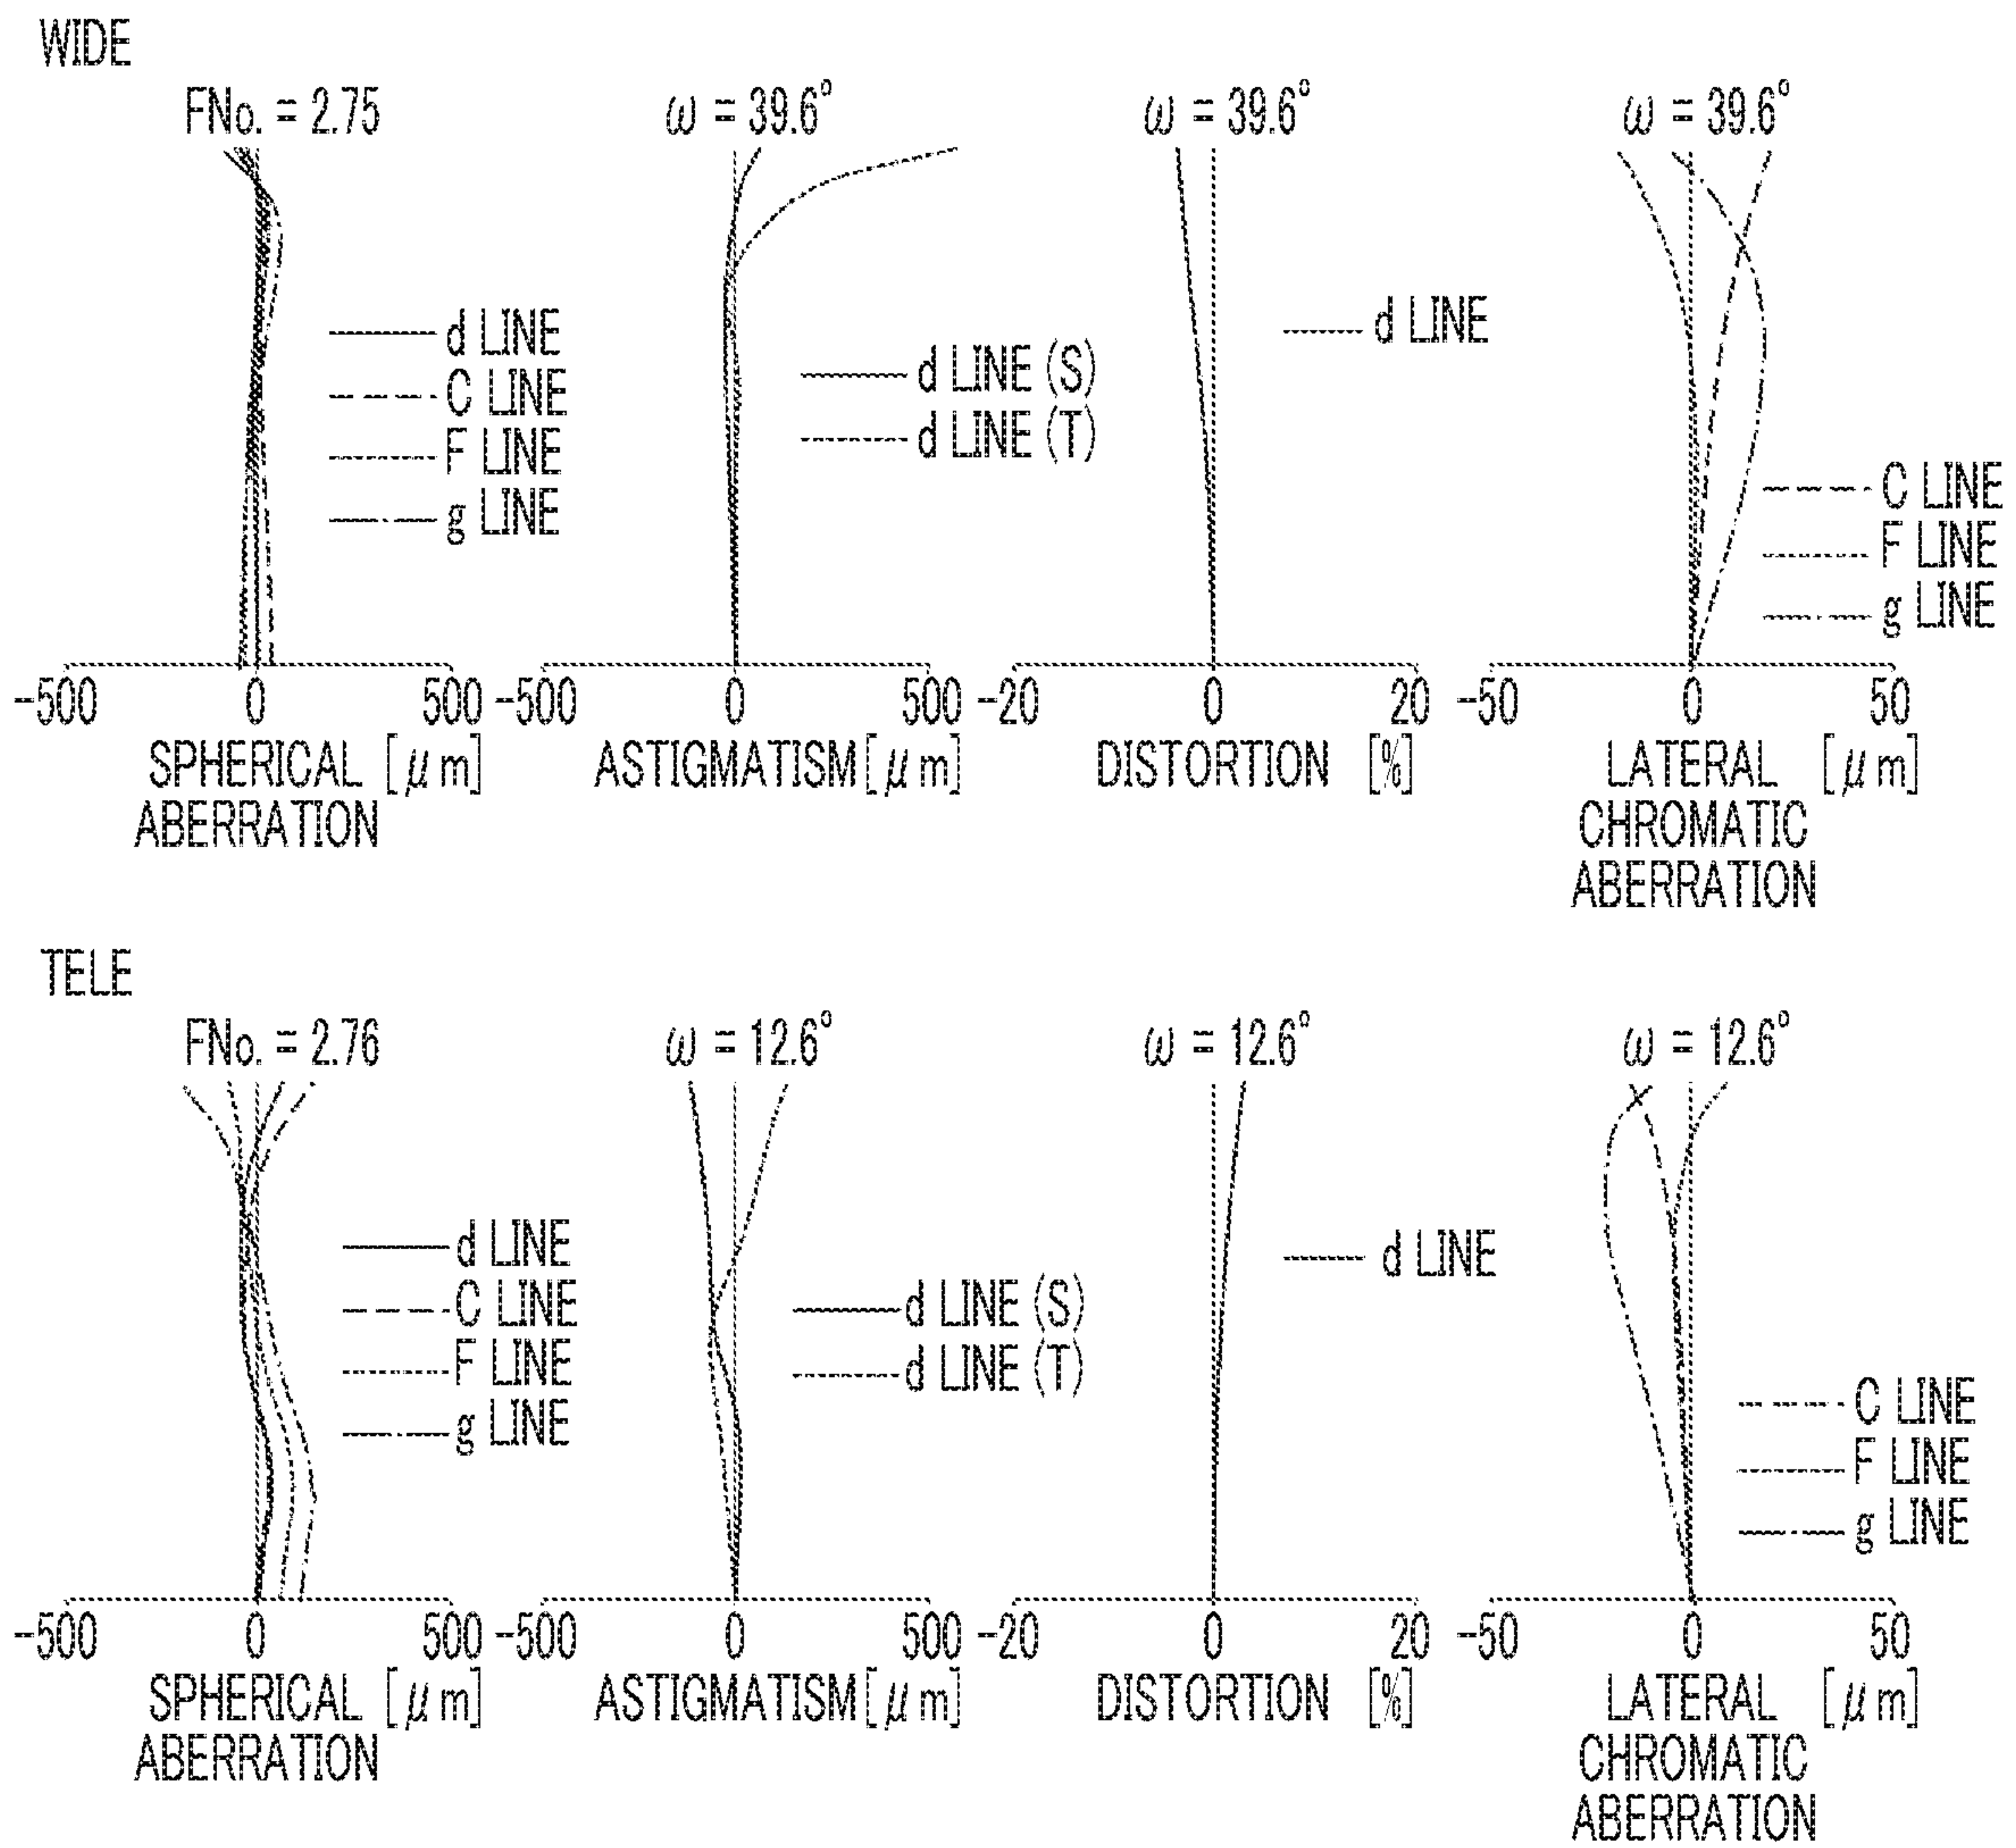 WIDE
FNo. = 2.75
ω = 39.6°
ω = 39.6°
ω = 39.6°
d LINE
C LINE
F LINE
g LINE
d LINE (S)
d LINE (T)
d LINE
C LINE
F LINE
g LINE
-500 0 500
-500 0 500
-20 0 20
-50 0 50
SPHERICAL [μm]
ABERRATION
ASTIGMATISM [μm]
DISTORTION [%]
LATERAL [μm]
CHROMATIC
ABERRATION
TELE
FNo. = 2.76
ω = 12.6°
ω = 12.6°
ω = 12.6°
d LINE
C LINE
F LINE
g LINE
d LINE (S)
d LINE (T)
d LINE
C LINE
F LINE
g LINE
-500 0 500
-500 0 500
-20 0 20
-50 0 50
SPHERICAL [μm]
ABERRATION
ASTIGMATISM [μm]
DISTORTION [%]
LATERAL [μm]
CHROMATIC
ABERRATION